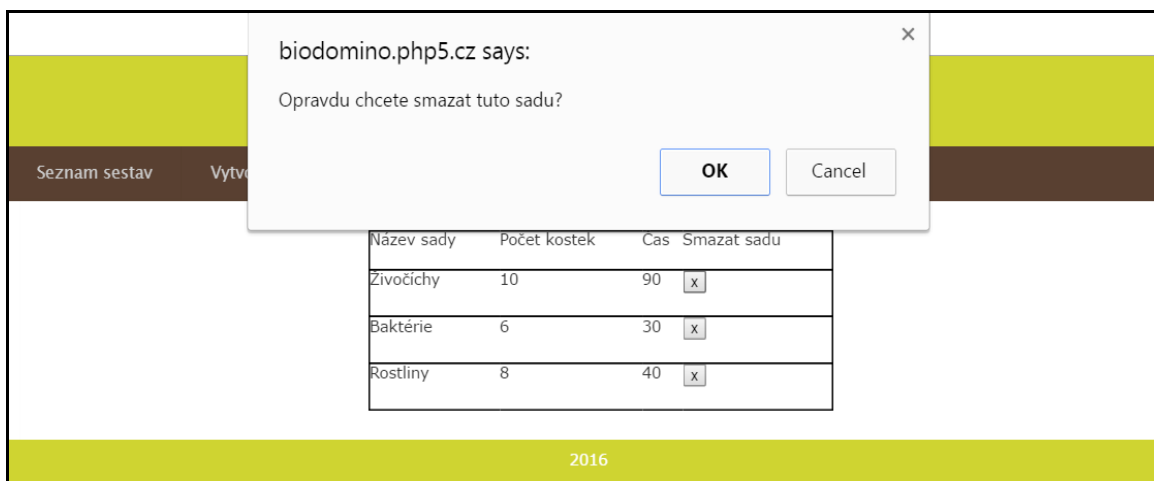 biodomino.php5.cz says:
Opravdu chcete smazat tuto sadu?
OK Cancel
Seznam sestav
Název sady Počet kostek Čas Smazat sadu
Živočíchy 10 90 x
Baktérie 6 30 x
Rostliny 8 40 x
2016